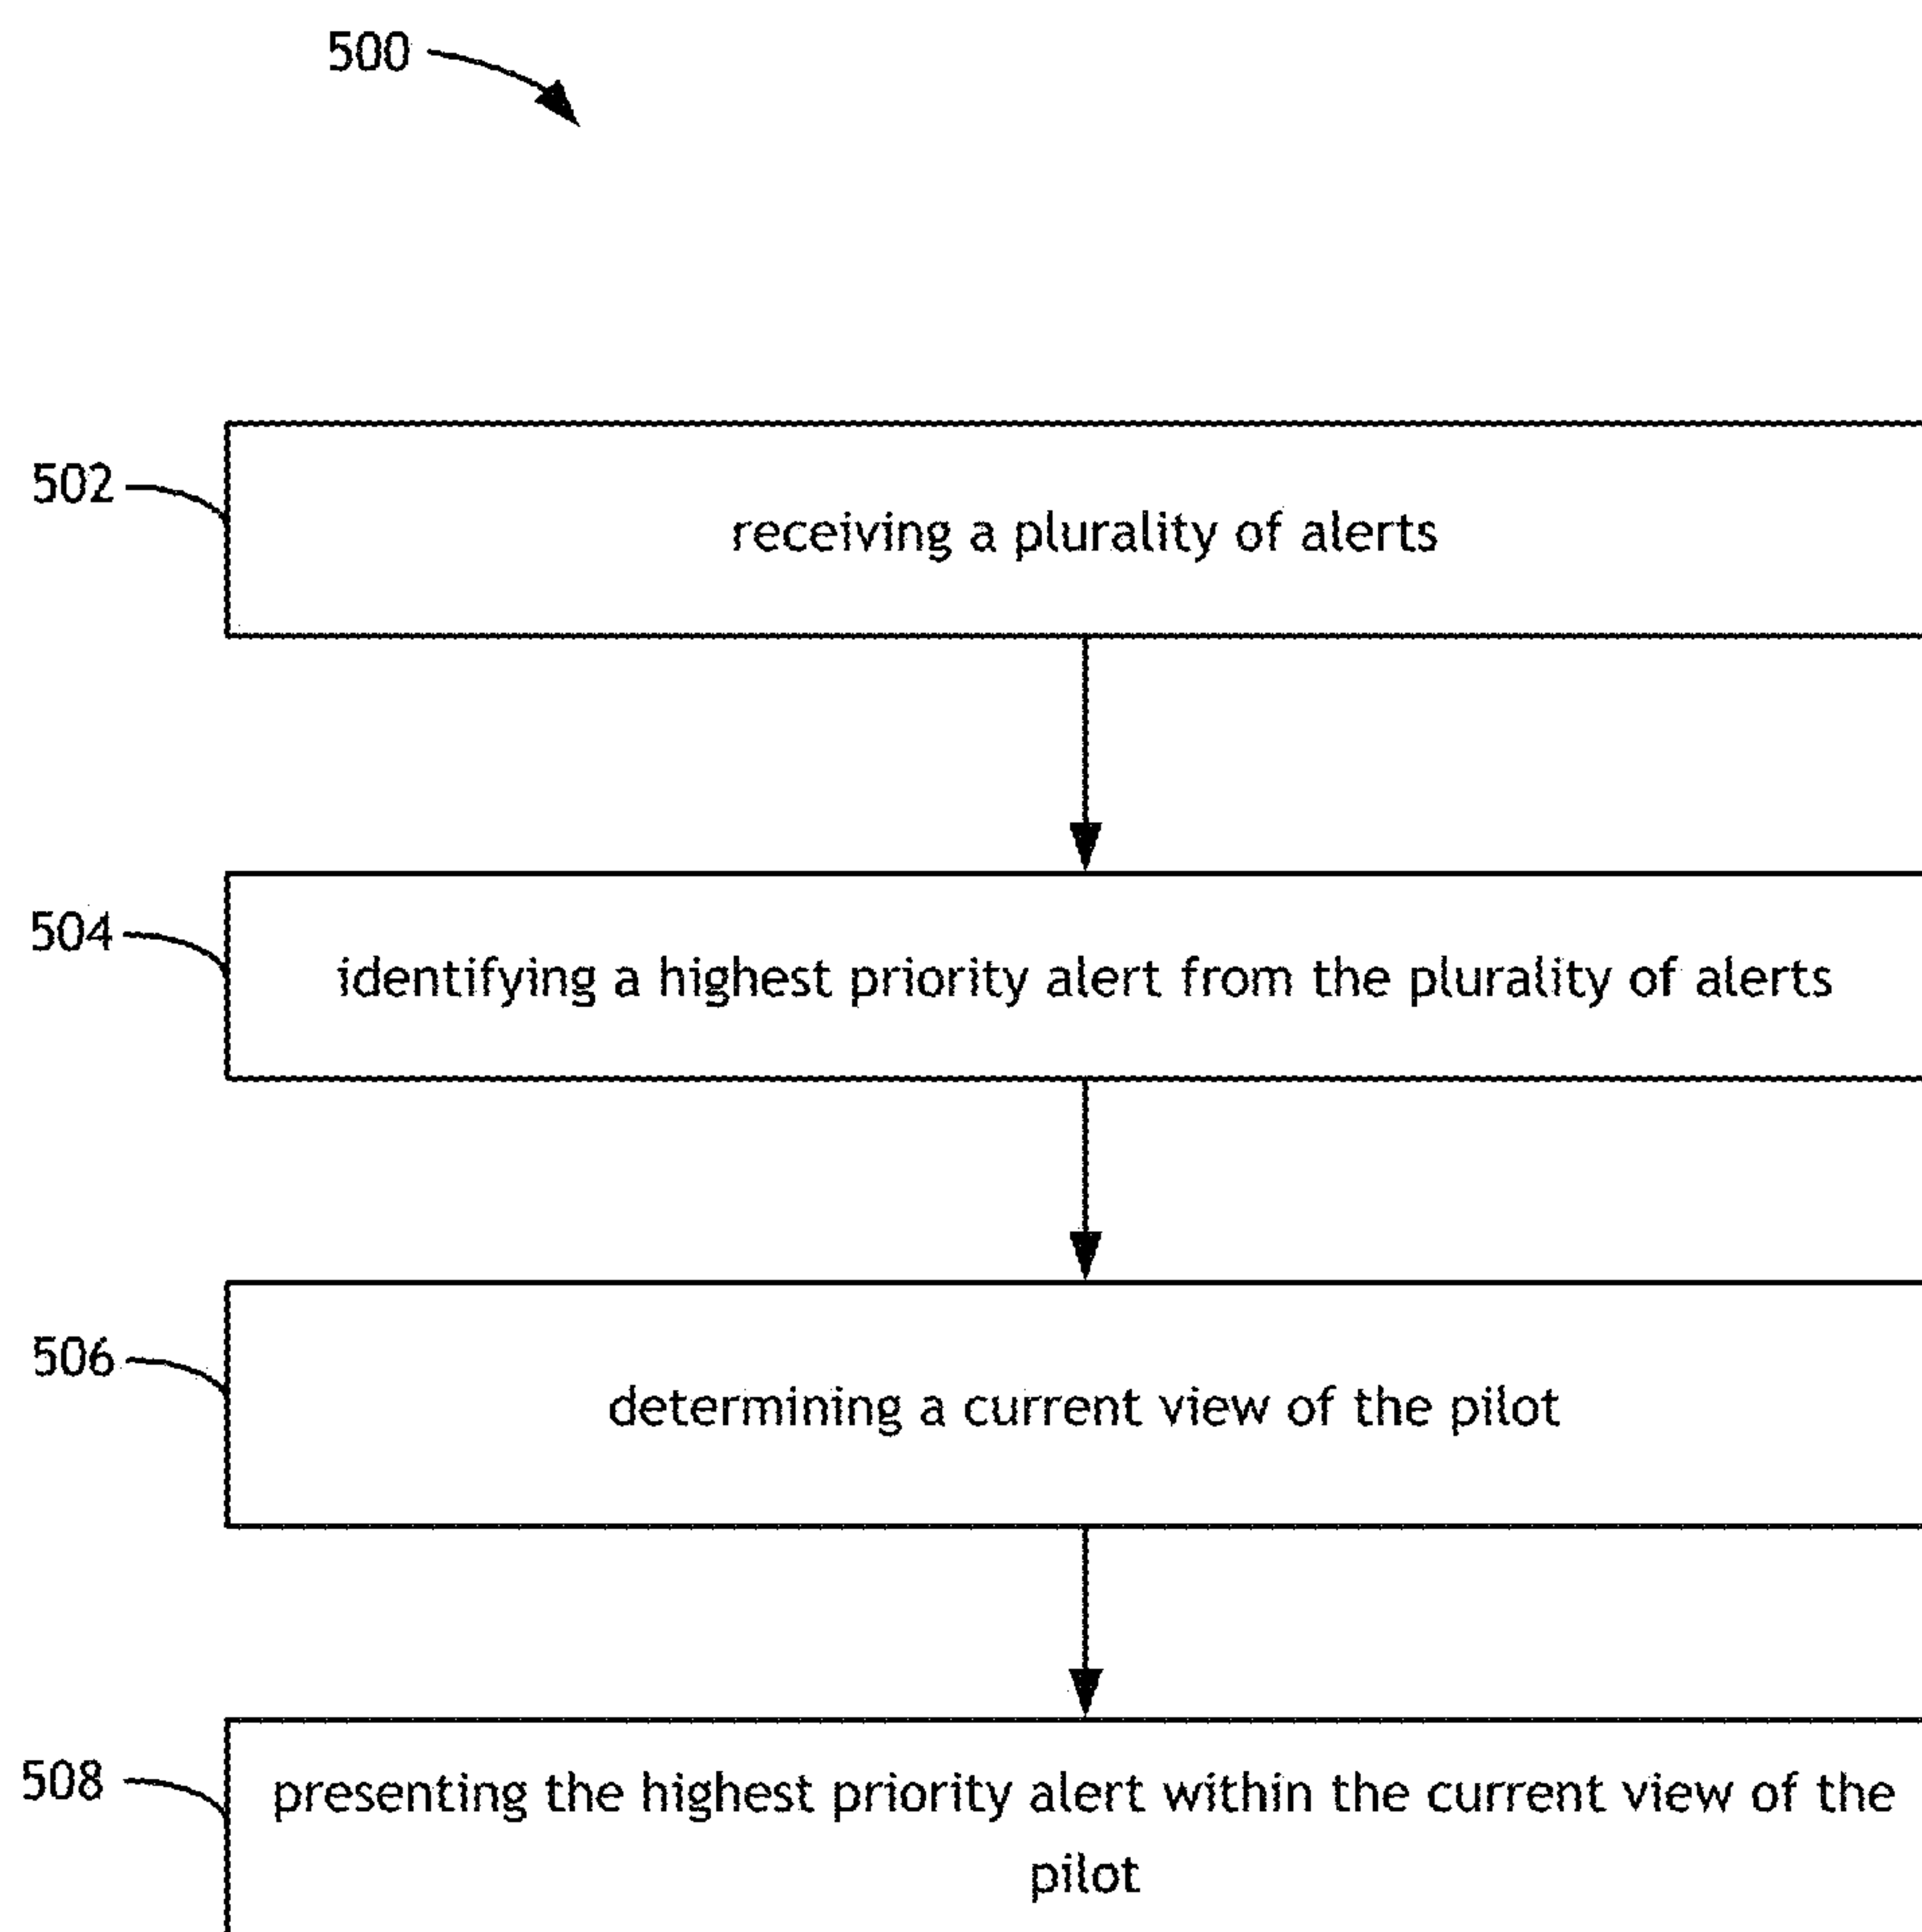 500
502
receiving a plurality of alerts
504
identifying a highest priority alert from the plurality of alerts
506
determining a current view of the pilot
508
presenting the highest priority alert within the current view of the
pilot